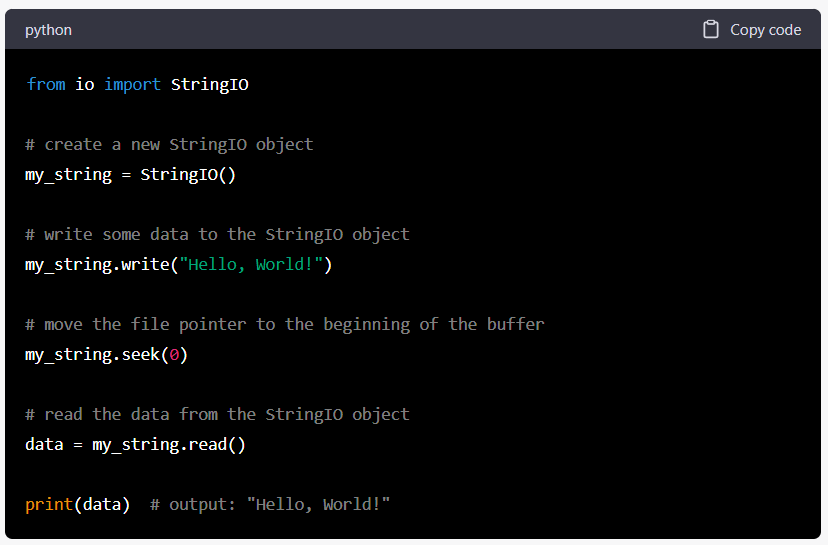 python
Copy code
from io import StringIO
# create a new StringIO object
my_string = StringIO()
# write some data to the StringIO object
my_string.write("Hello, World!")
# move the file pointer to the beginning of the buffer
my_string.seek(0)
# read the data from the StringIO object
data = my_string.read()
print(data)  # output: "Hello, World!"